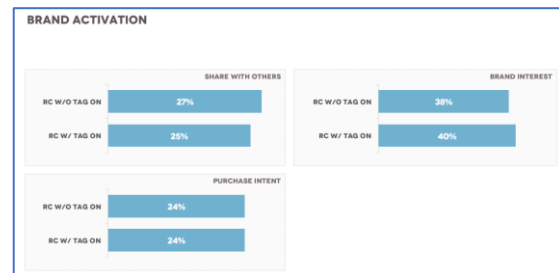 BRAND ACTIVATION
SHARE WITH OTHERS
RC W/O TAG ON 27%
RC W/ TAG ON 25%
BRAND INTEREST
RC W/O TAG ON 38%
RC W/ TAG ON 40%
PURCHASE INTENT
RC W/O TAG ON 24%
RC W/ TAG ON 24%